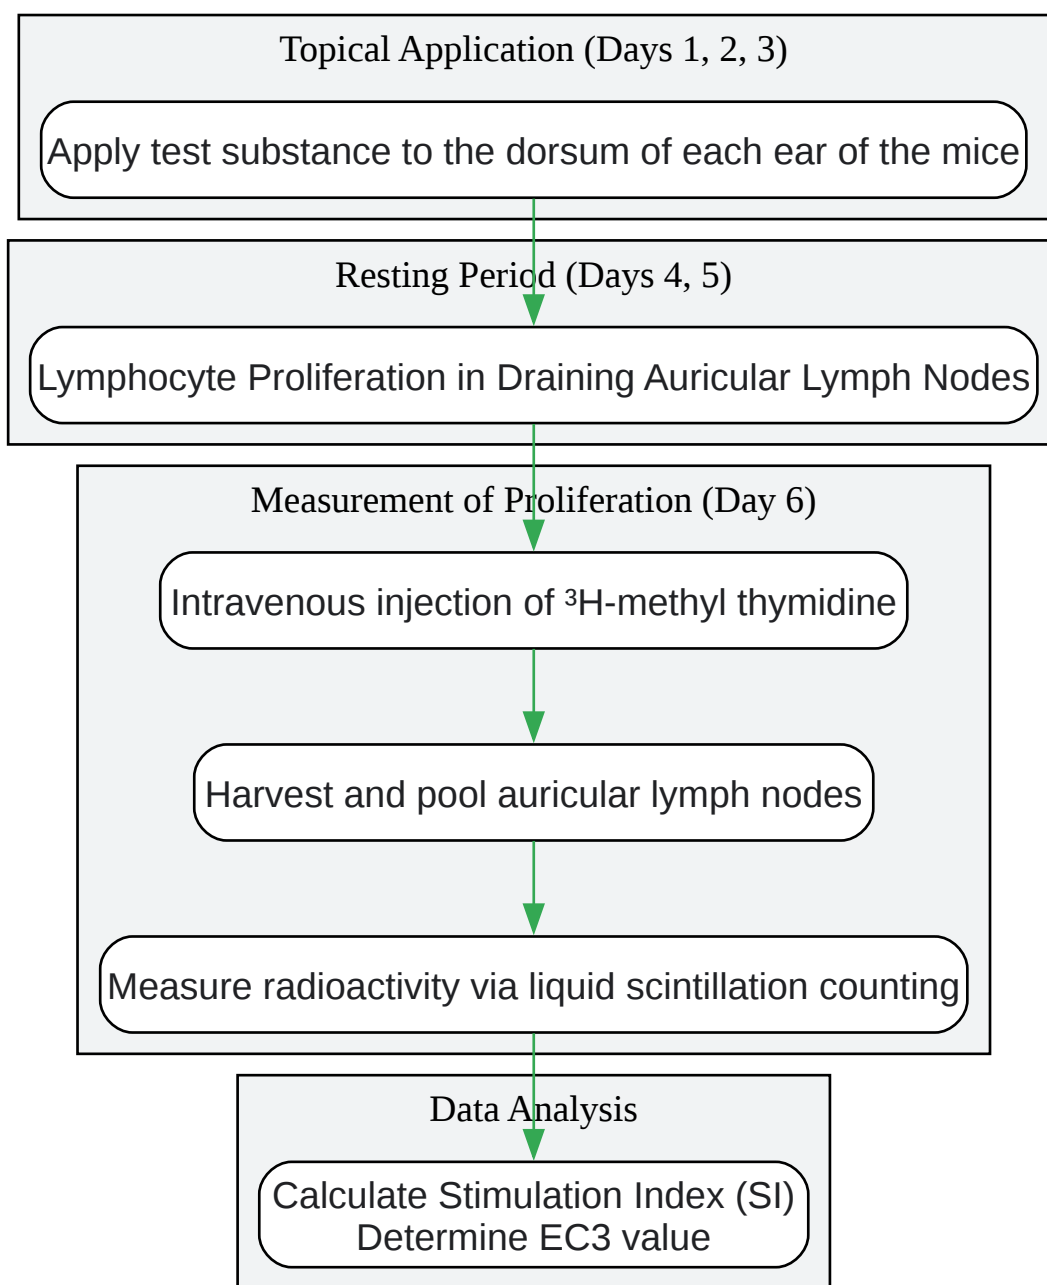 Topical Application (Days 1, 2, 3)
Apply test substance to the dorsum of each ear of the mice
Resting Period (Days 4, 5)
Lymphocyte Proliferation in Draining Auricular Lymph Nodes
Measurement of Proliferation (Day 6)
Intravenous injection of ³H-methyl thymidine
Harvest and pool auricular lymph nodes
Measure radioactivity via liquid scintillation counting
Data Analysis
Calculate Stimulation Index (SI)
Determine EC3 value